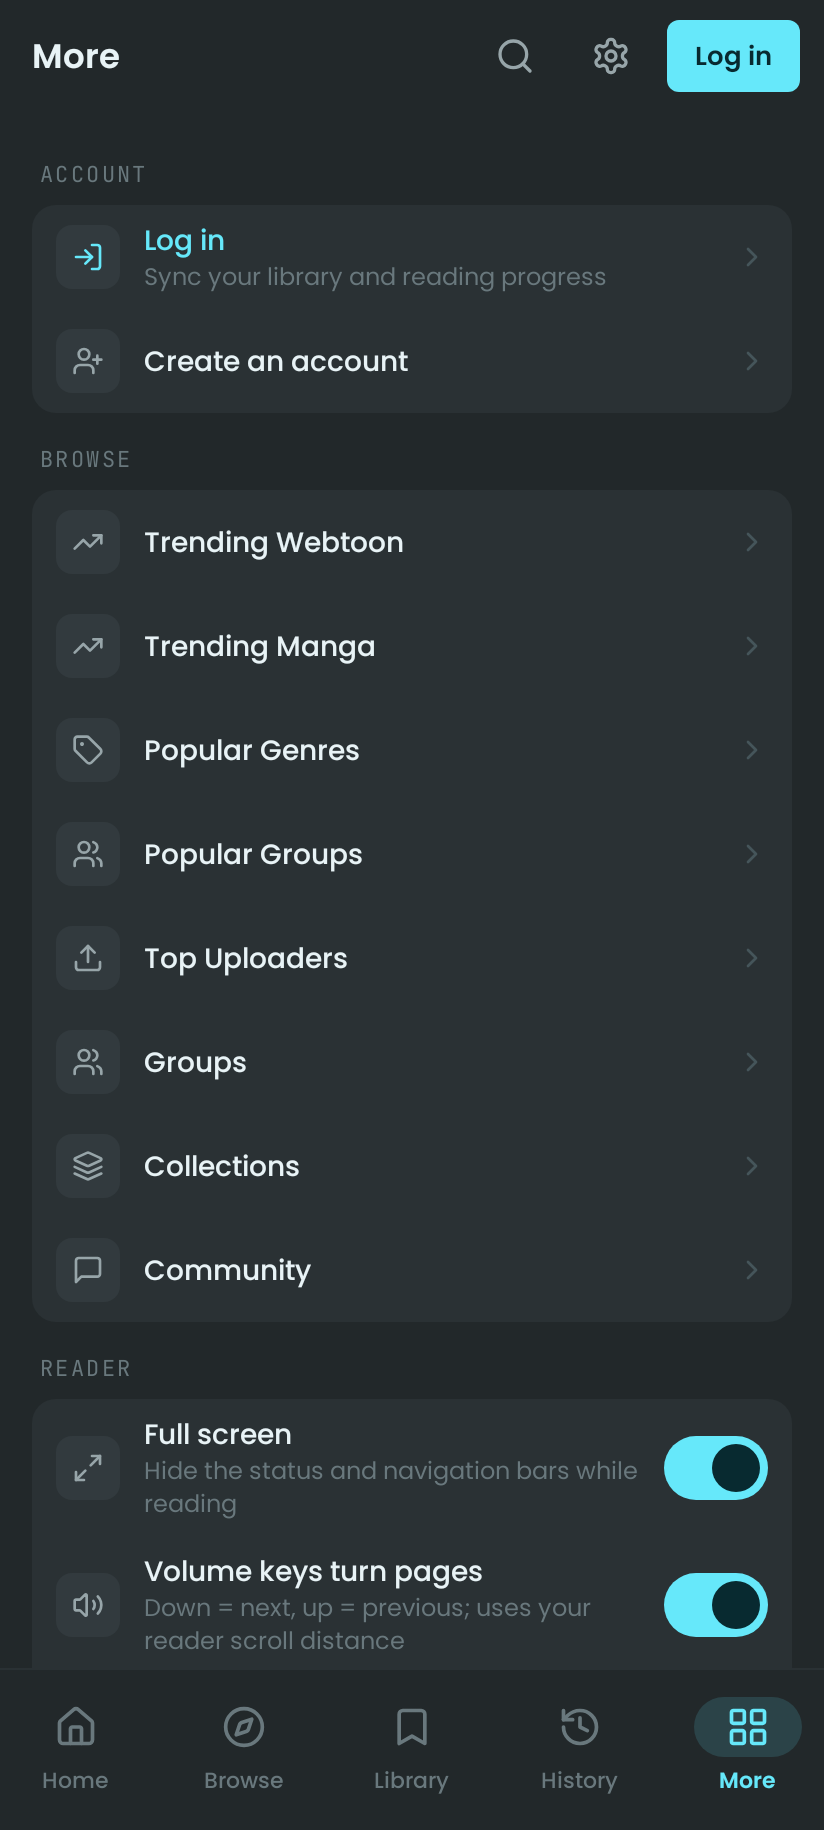 More
Log in
ACCOUNT
Log in
Sync your library and reading progress
Create an account
BROWSE
Trending Webtoon
Trending Manga
Popular Genres
Popular Groups
Top Uploaders
Groups
Collections
Community
READER
Full screen
Hide the status and navigation bars while
reading
Volume keys turn pages
Down = next, up = previous; uses your
reader scroll distance
Home
Browse
Library
History
More